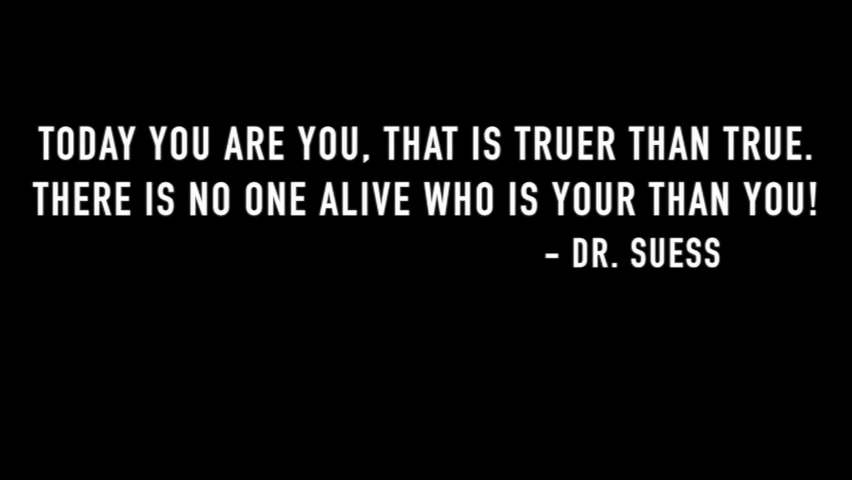 TODAY YOU ARE YOU, THAT IS TRUER THAN TRUE.
THERE IS NO ONE ALIVE WHO IS YOUR THAN YOU!
- DR. SUESS